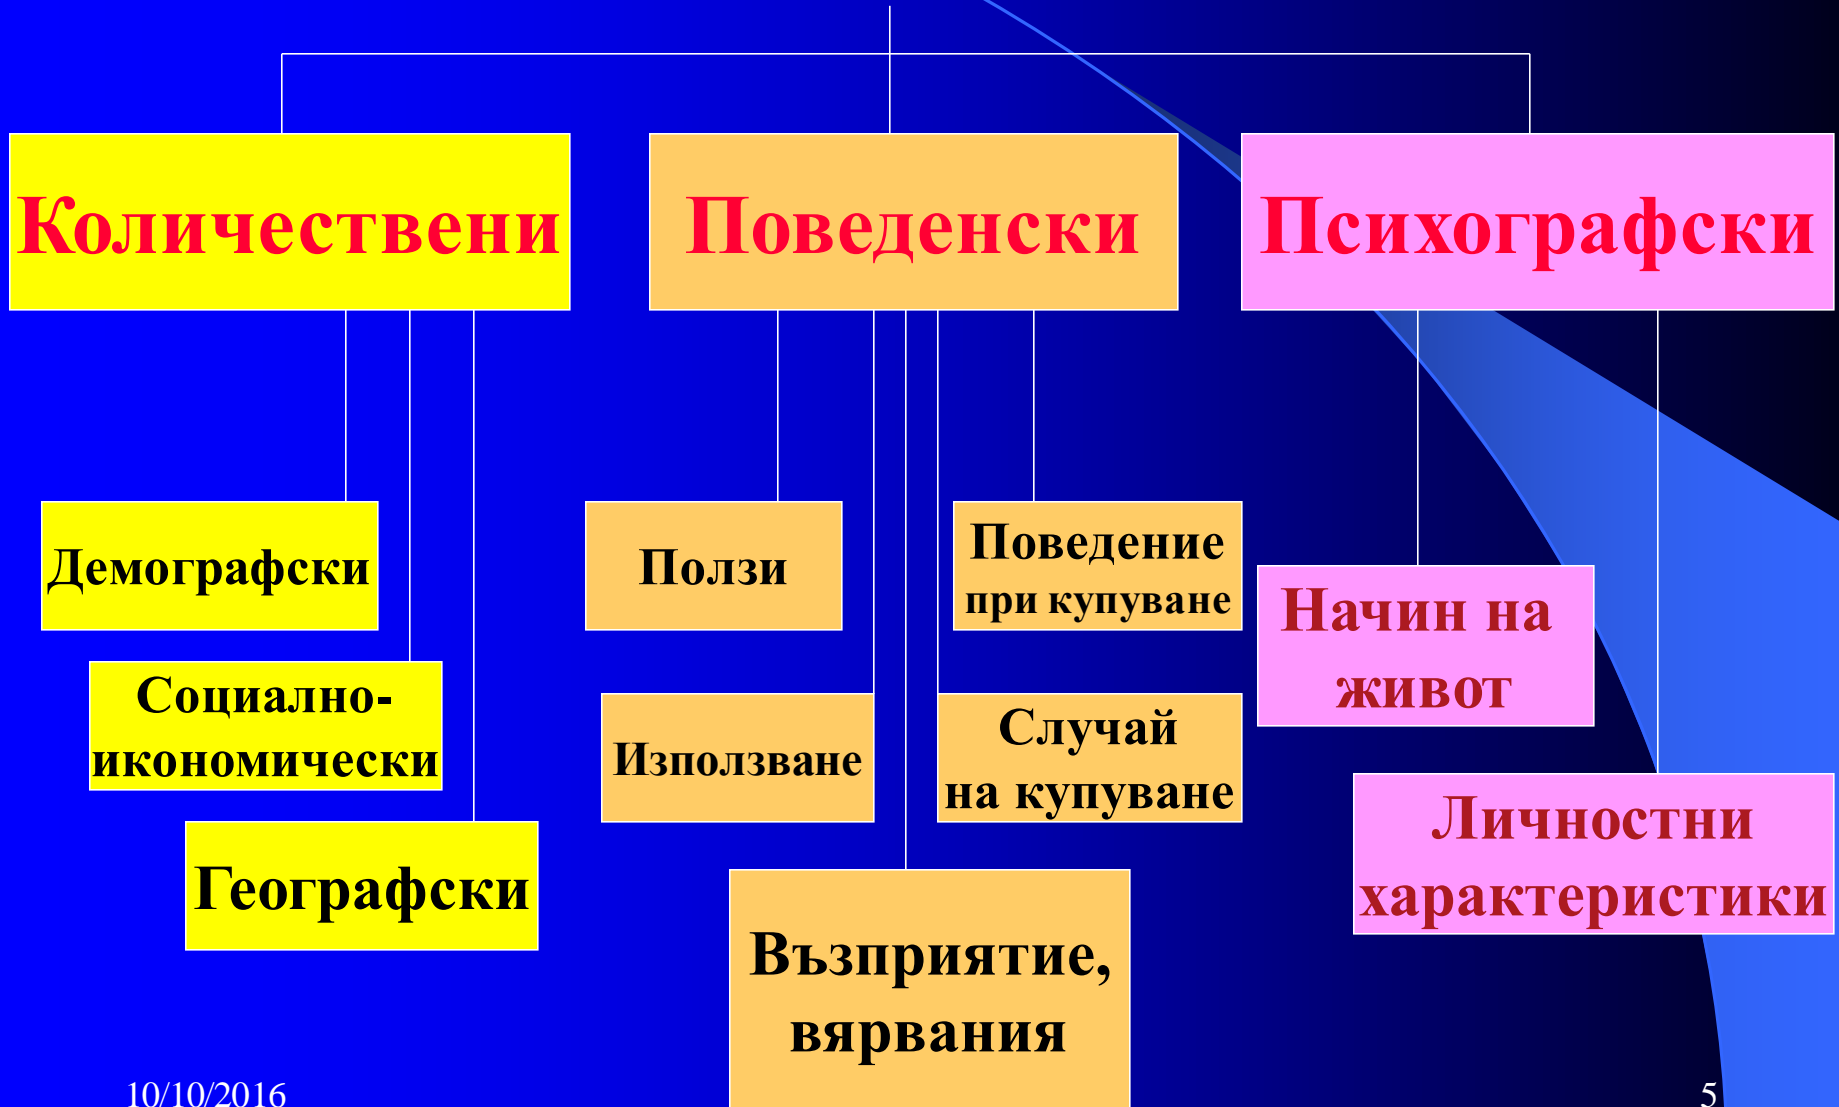 Количествени
Поведенски
Психографски
Демографски
Социално-
икономически
Географски
Ползи
Поведение
при купуване
Използване
Случай
на купуване
Възприятие,
вярвания
Начин на
живот
Личностни
характеристики
10/10/2016
5